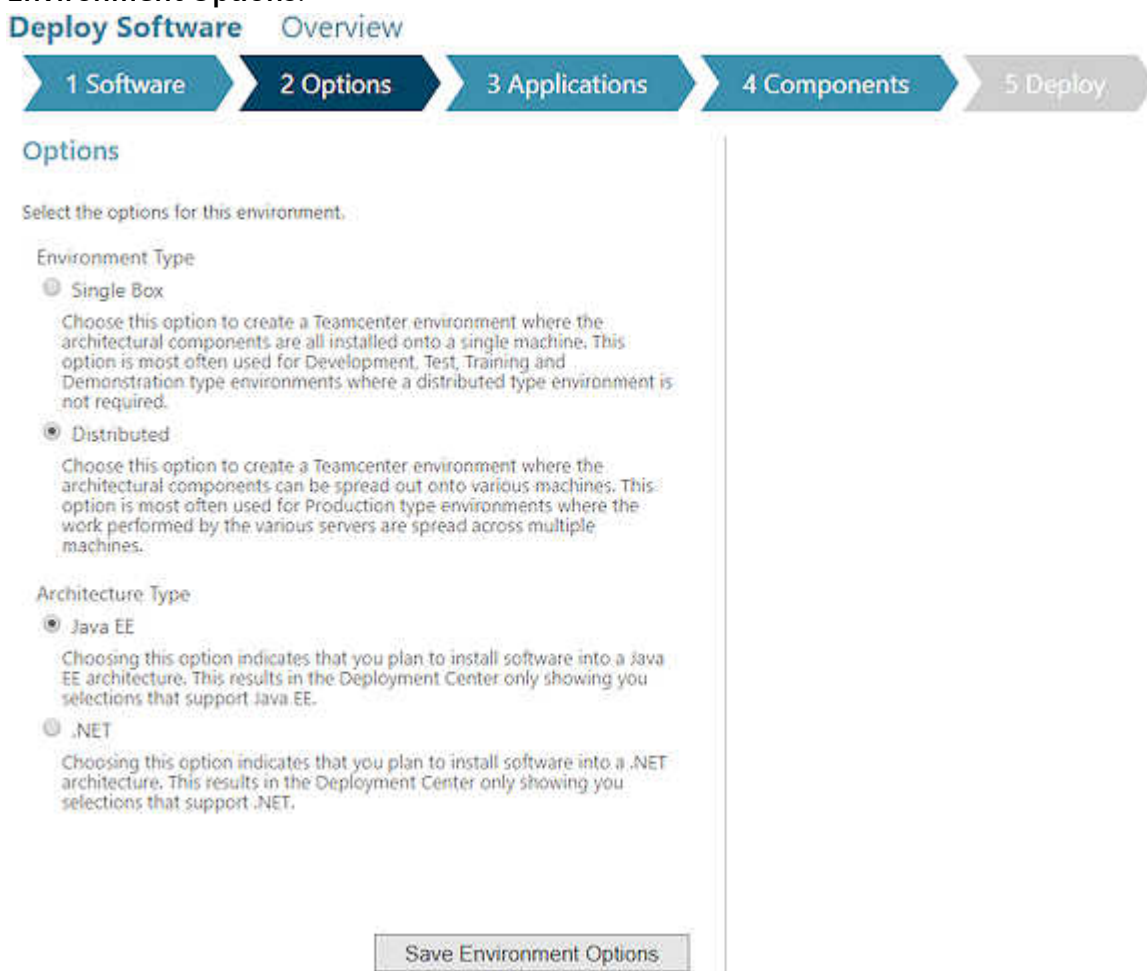 Environment Options.
Deploy Software Overview
1 Software 2 Options 3 Applications 4 Components 5 Deploy
Options
Select the options for this environment.
Environment Type
Single Box
Choose this option to create a Teamcenter environment where the
architectural components are all installed onto a single machine. This
option is most often used for Development, Test, Training and
Demonstration type environments where a distributed type environment is
not required.
Distributed
Choose this option to create a Teamcenter environment where the
architectural components can be spread out onto various machines. This
option is most often used for Production type environments where the
work performed by the various servers are spread across multiple
machines.
Architecture Type
Java EE
Choosing this option indicates that you plan to install software into a Java
EE architecture. This results in the Deployment Center only showing you
selections that support Java EE.
.NET
Choosing this option indicates that you plan to install software into a .NET
architecture. This results in the Deployment Center only showing you
selections that support .NET.
Save Environment Options